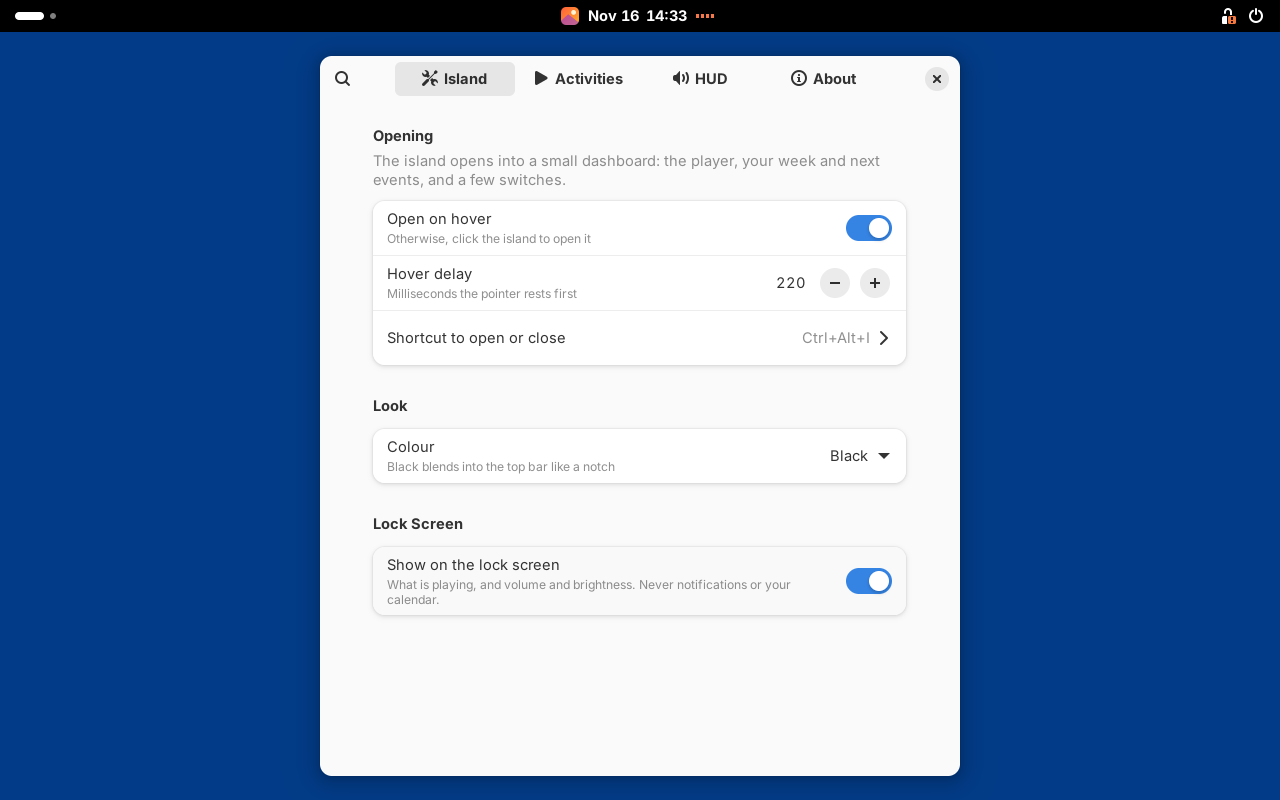 Nov 16 14:33
Island
Activities
HUD
About
Opening
The island opens into a small dashboard: the player, your week and next
events, and a few switches.
Open on hover
Otherwise, click the island to open it
Hover delay
Milliseconds the pointer rests first
220
Shortcut to open or close
Ctrl+Alt+I
Look
Colour
Black blends into the top bar like a notch
Black
Lock Screen
Show on the lock screen
What is playing, and volume and brightness. Never notifications or your
calendar.